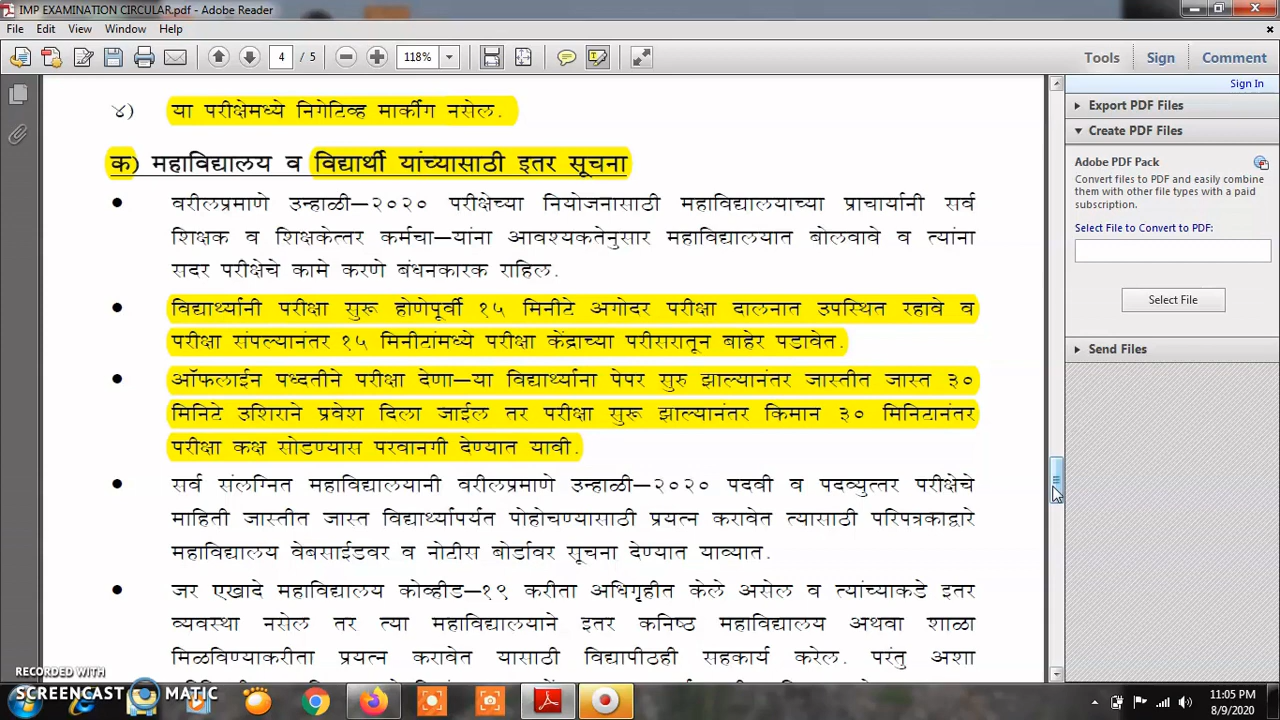 IMP EXAMINATION CIRCULAR.pdf - Adobe Reader
File Edit View Window Help
4 / 5 118% Tools Sign Comment
Sign In
Export PDF Files
Create PDF Files
Adobe PDF Pack
Convert files to PDF and easily combine
them with other file types with a paid
subscription.
Select File to Convert to PDF:
Select File
Send Files
४) या परीक्षेमध्ये निगेटिव्ह मार्कींग नसेल.
क) महाविद्यालय व विद्यार्थी यांच्यासाठी इतर सूचना
● वरीलप्रमाणे उन्हाळी—२०२० परीक्षेच्या नियोजनासाठी महाविद्यालयाच्या प्राचार्यांनी सर्व
शिक्षक व शिक्षकेत्तर कर्मचा—यांना आवश्यकतेनुसार महाविद्यालयात बोलवावे व त्यांना
सदर परीक्षेचे कामे करणे बंधनकारक राहिल.
● विद्यार्थ्यांनी परीक्षा सुरू होणेपूर्वी १५ मिनीटे अगोदर परीक्षा दालनात उपस्थित रहावे व
परीक्षा संपल्यानंतर १५ मिनीटांमध्ये परीक्षा केंद्राच्या परीसरातून बाहेर पडावेत.
● ऑफलाईन पध्दतीने परीक्षा देणा—या विद्यार्थ्यांना पेपर सुरु झाल्यानंतर जास्तीत जास्त ३०
मिनिटे उशिराने प्रवेश दिला जाईल तर परीक्षा सुरू झाल्यानंतर किमान ३० मिनिटानंतर
परीक्षा कक्ष सोडण्यास परवानगी देण्यात यावी.
● सर्व संलग्नित महाविद्यालयानी वरीलप्रमाणे उन्हाळी—२०२० पदवी व पदव्युत्तर परीक्षेचे
माहिती जास्तीत जास्त विद्यार्थ्यापर्यंत पोहोचण्यासाठी प्रयत्न करावेत त्यासाठी परिपत्रकाद्वारे
महाविद्यालय वेबसाईडवर व नोटीस बोर्डावर सूचना देण्यात याव्यात.
● जर एखादे महाविद्यालय कोव्हीड—१९ करीता अधिगृहीत केले असेल व त्यांच्याकडे इतर
व्यवस्था नसेल तर त्या महाविद्यालयाने इतर कनिष्ठ महाविद्यालय अथवा शाळा
मिळविण्याकरीता प्रयत्न करावेत यासाठी विद्यापीठही सहकार्य करेल. परंतु अशा
RECORDED WITH
SCREENCAST MATIC
11:05 PM
8/9/2020